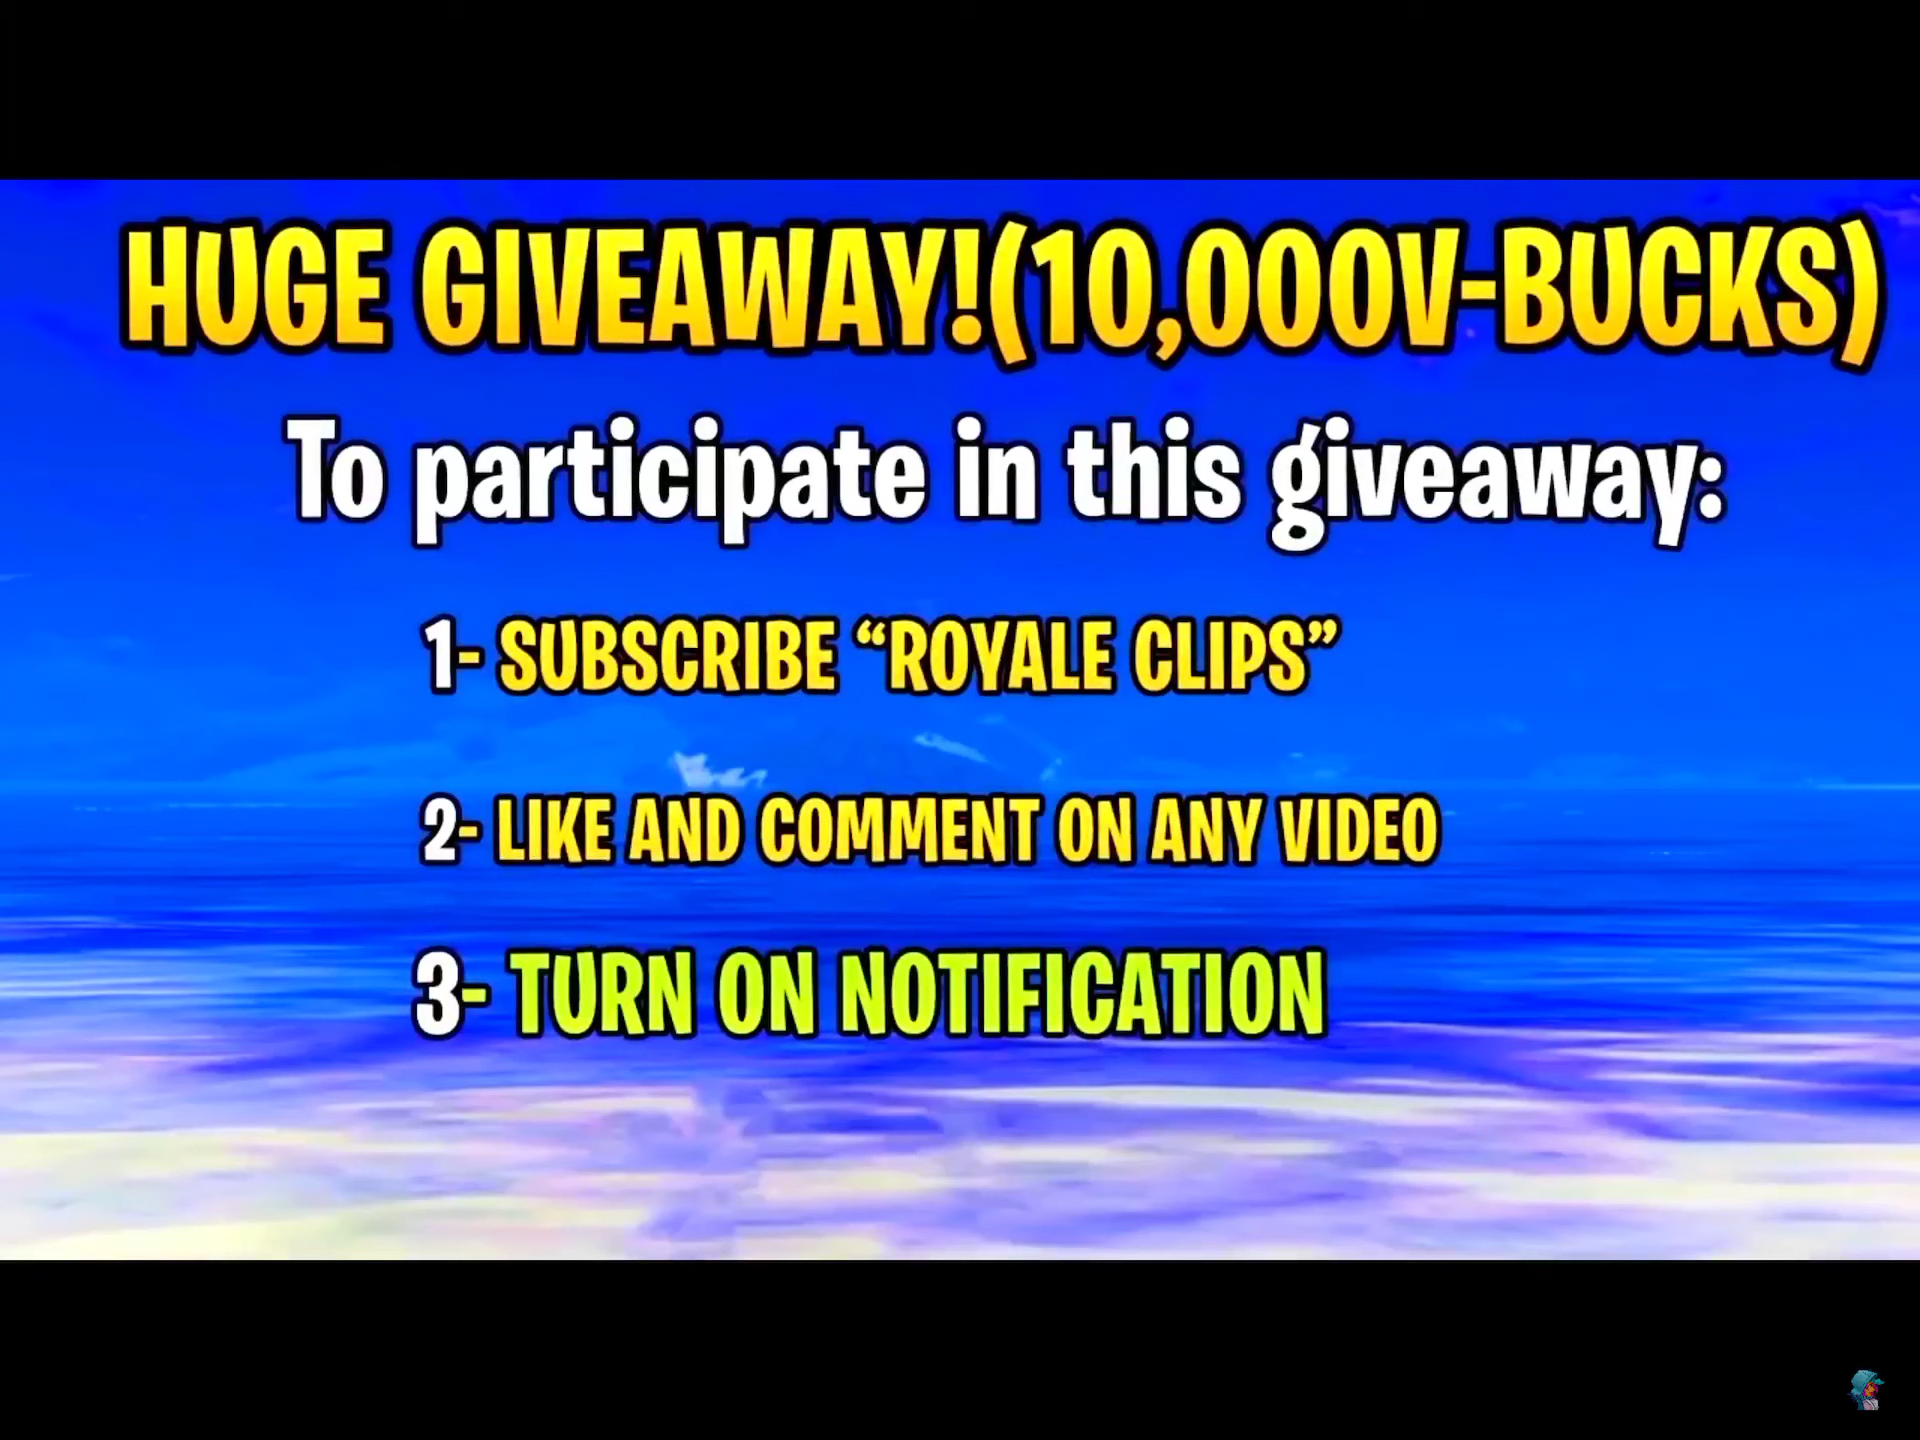 HUGE GIVEAWAY!(10,000V-BUCKS)
To participate in this giveaway:
1- SUBSCRIBE “ROYALE CLIPS”
2- LIKE AND COMMENT ON ANY VIDEO
3- TURN ON NOTIFICATION